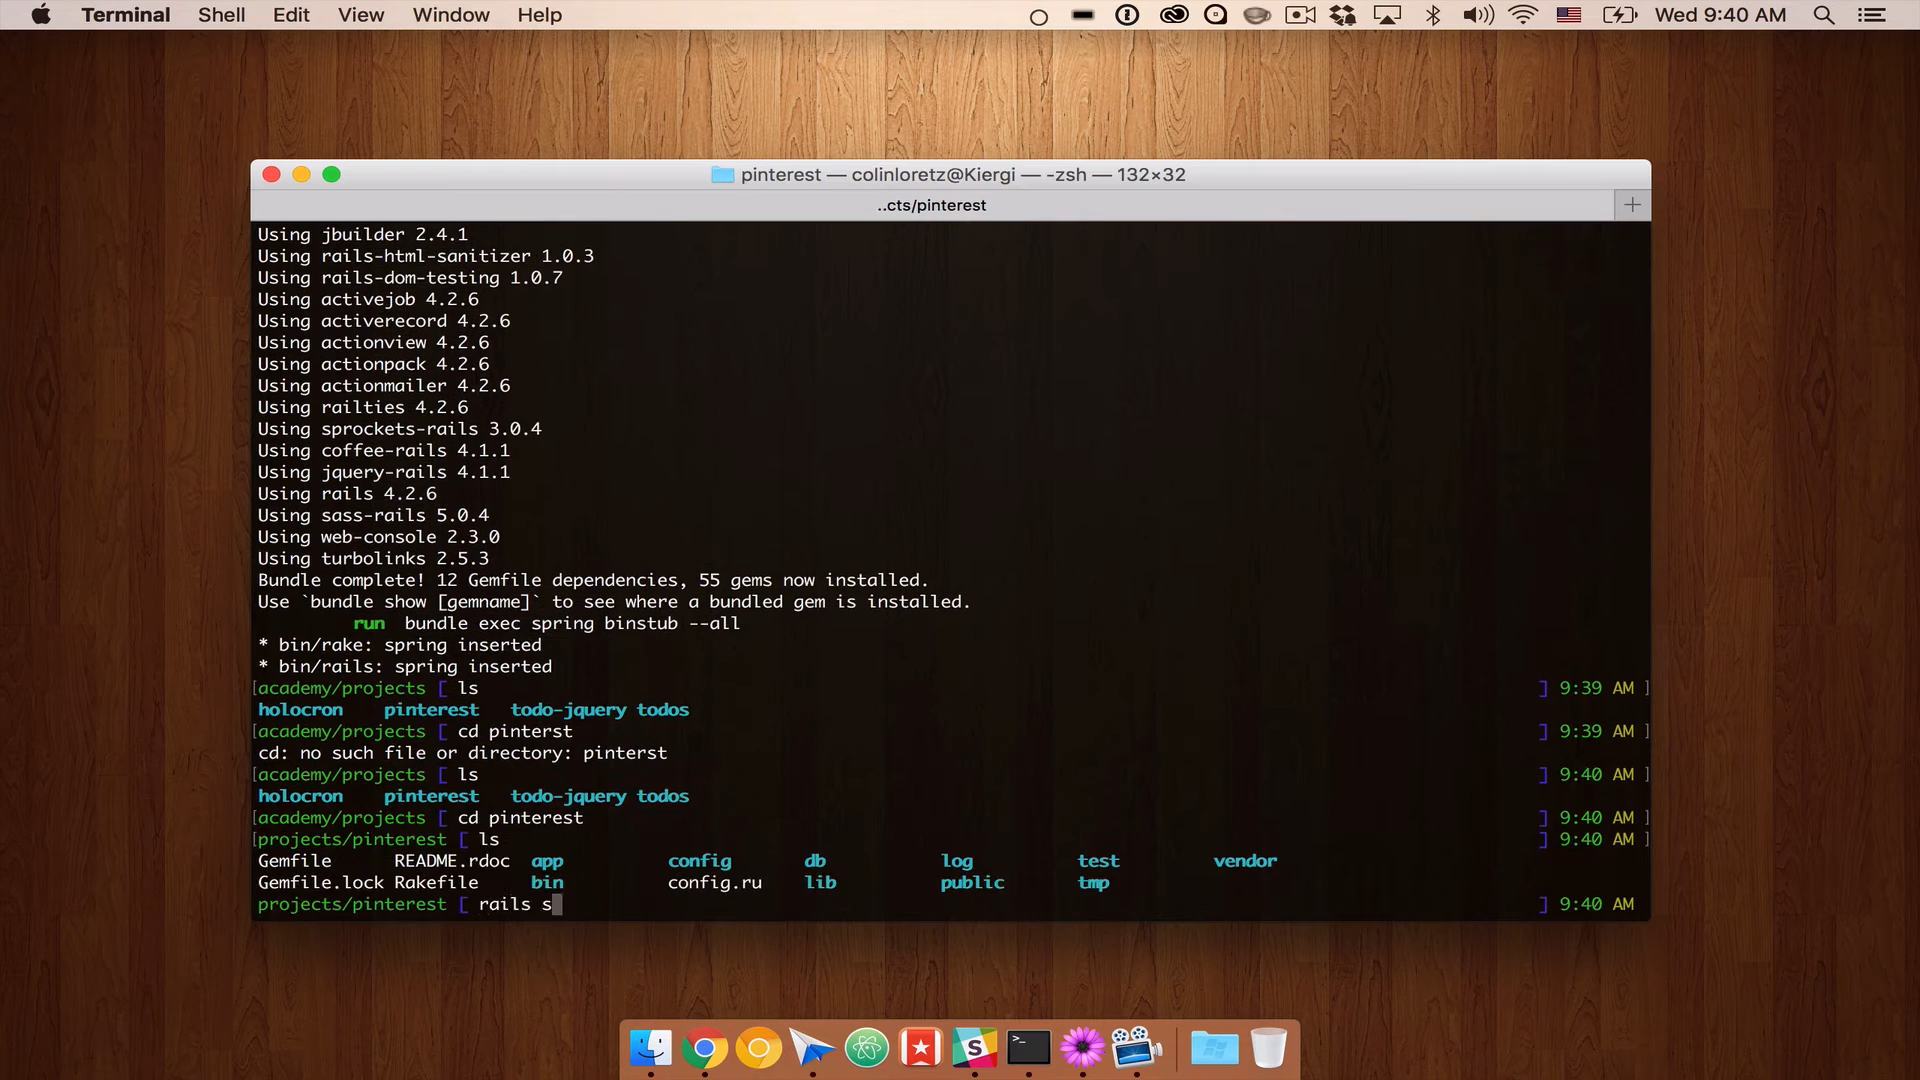 Terminal Shell Edit View Window Help Wed 9:40 AM
pinterest — colinloretz@Kiergi — -zsh — 132×32
..cts/pinterest
Using jbuilder 2.4.1
Using rails-html-sanitizer 1.0.3
Using rails-dom-testing 1.0.7
Using activejob 4.2.6
Using activerecord 4.2.6
Using actionview 4.2.6
Using actionpack 4.2.6
Using actionmailer 4.2.6
Using railties 4.2.6
Using sprockets-rails 3.0.4
Using coffee-rails 4.1.1
Using jquery-rails 4.1.1
Using rails 4.2.6
Using sass-rails 5.0.4
Using web-console 2.3.0
Using turbolinks 2.5.3
Bundle complete! 12 Gemfile dependencies, 55 gems now installed.
Use `bundle show [gemname]` to see where a bundled gem is installed.
run bundle exec spring binstub --all
* bin/rake: spring inserted
* bin/rails: spring inserted
[academy/projects [ ls ] 9:39 AM ]
holocron pinterest todo-jquery todos
[academy/projects [ cd pinterst ] 9:39 AM ]
cd: no such file or directory: pinterst
[academy/projects [ ls ] 9:40 AM ]
holocron pinterest todo-jquery todos
[academy/projects [ cd pinterest ] 9:40 AM ]
[projects/pinterest [ ls ] 9:40 AM ]
Gemfile README.rdoc app config db log test vendor
Gemfile.lock Rakefile bin config.ru lib public tmp
projects/pinterest [ rails s ] 9:40 AM